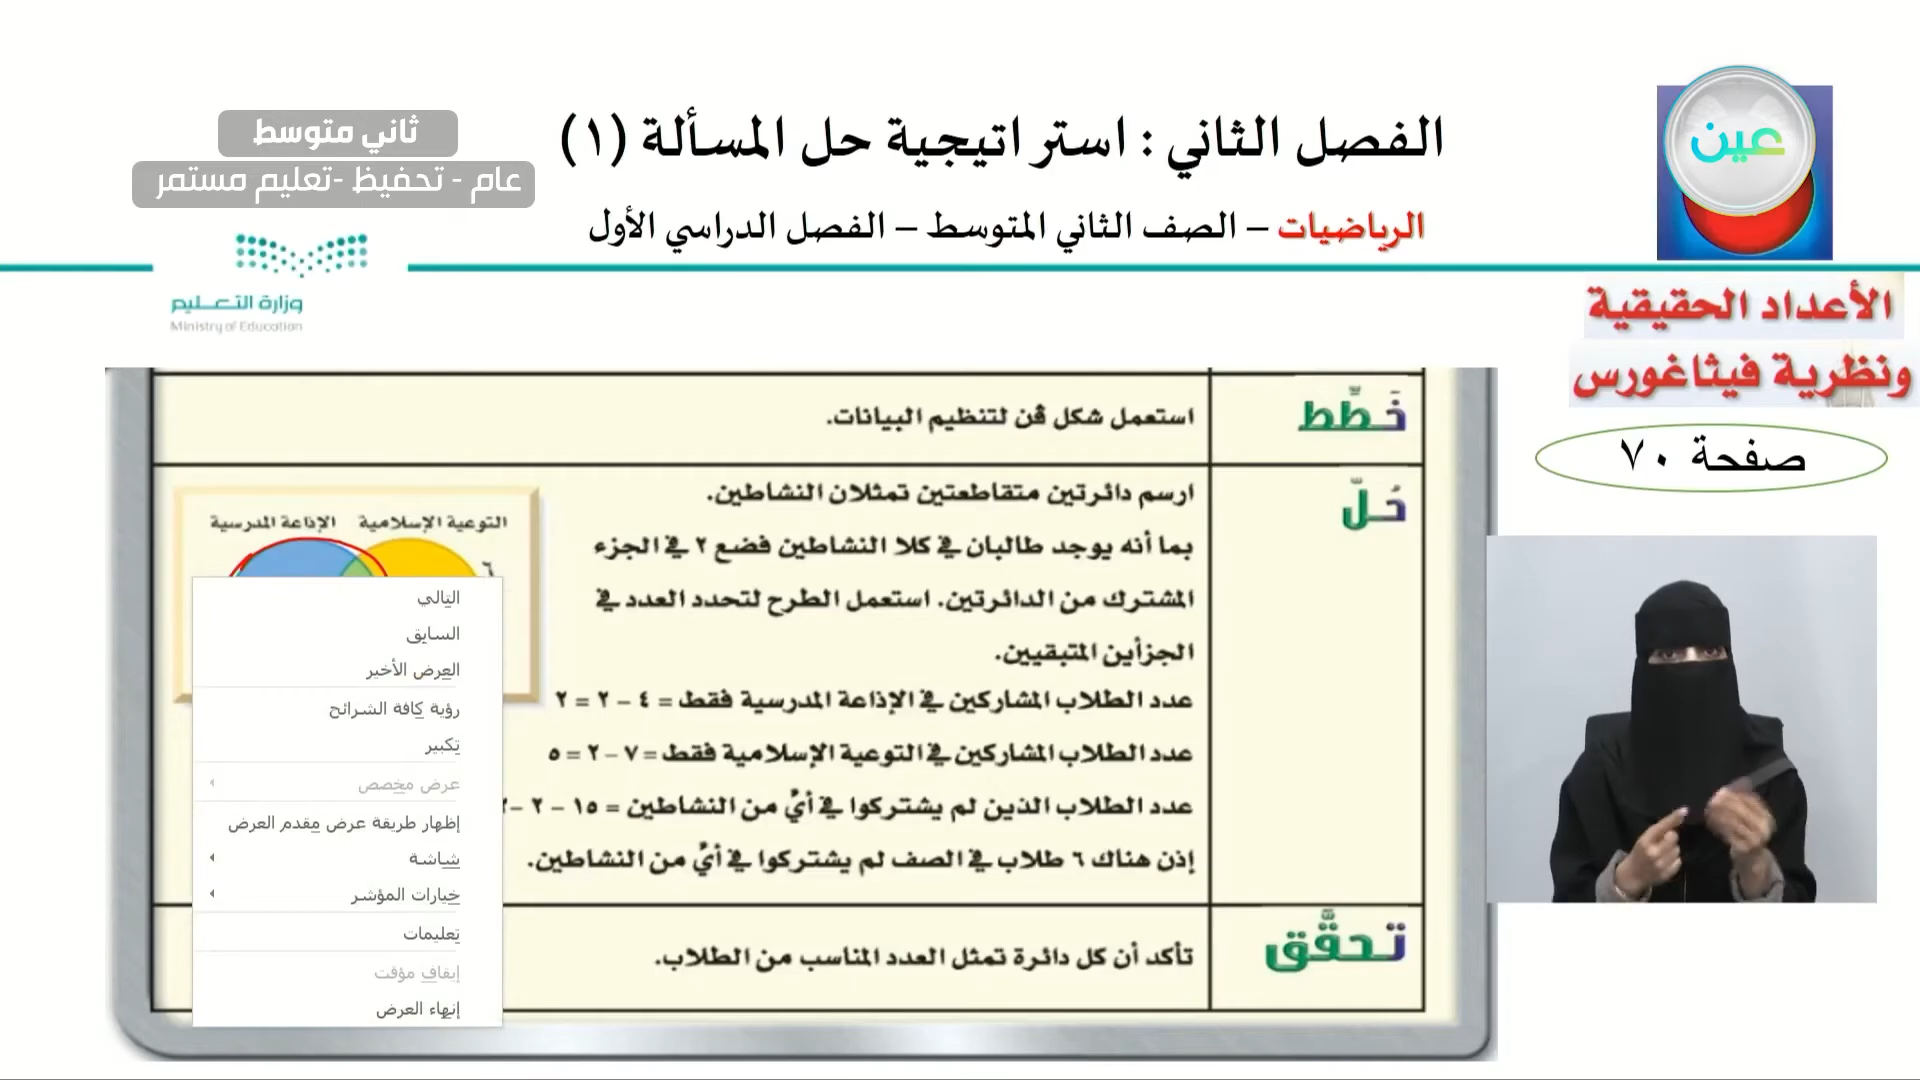 الفصل الثاني : استراتيجية حل المسألة (١)
الرياضيات – الصف الثاني المتوسط – الفصل الدراسي الأول
ثاني متوسط
عام - تحفيظ -تعليم مستمر
عين
وزارة التعليم
Ministry of Education
الأعداد الحقيقية
ونظرية فيثاغورس
صفحة ٧٠
خَطِّط
استعمل شكل ڤن لتنظيم البيانات.
حُلّ
ارسم دائرتين متقاطعتين تمثلان النشاطين.
بما أنه يوجد طالبان في كلا النشاطين فضع ٢ في الجزء
المشترك من الدائرتين. استعمل الطرح لتحدد العدد في
الجزأين المتبقيين.
عدد الطلاب المشاركين في الإذاعة المدرسية فقط = ٤ – ٢ = ٢
عدد الطلاب المشاركين في التوعية الإسلامية فقط = ٧ – ٢ = ٥
عدد الطلاب الذين لم يشتركوا في أيٍّ من النشاطين = ١٥ – ٢ – ٢
إذن هناك ٦ طلاب في الصف لم يشتركوا في أيٍّ من النشاطين.
التوعية الإسلامية الإذاعة المدرسية
٦
التالي
السابق
العرض الأخير
رؤية كافة الشرائح
تكبير
عرض مخصص
إظهار طريقة عرض مقدم العرض
شاشة
خيارات المؤشر
تعليمات
إيقاف مؤقت
إنهاء العرض
تحقَّق
تأكد أن كل دائرة تمثل العدد المناسب من الطلاب.